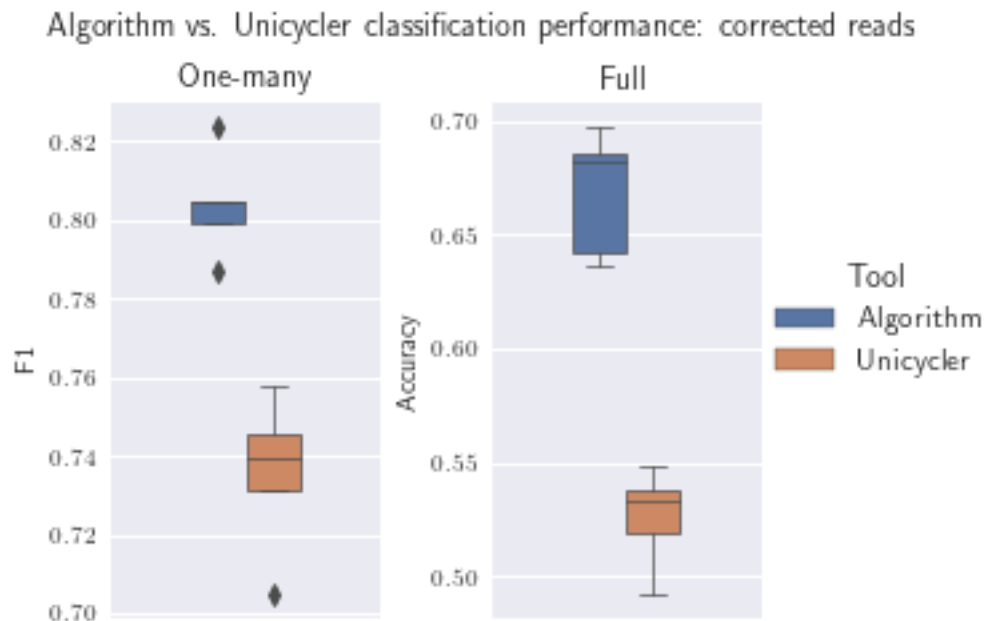 Algorithm vs. Unicycler classification performance: corrected reads
One-many
Full
F1
0.82
0.80
0.78
0.76
0.74
0.72
0.70
Accuracy
0.70
0.65
0.60
0.55
0.50
Tool
Algorithm
Unicycler